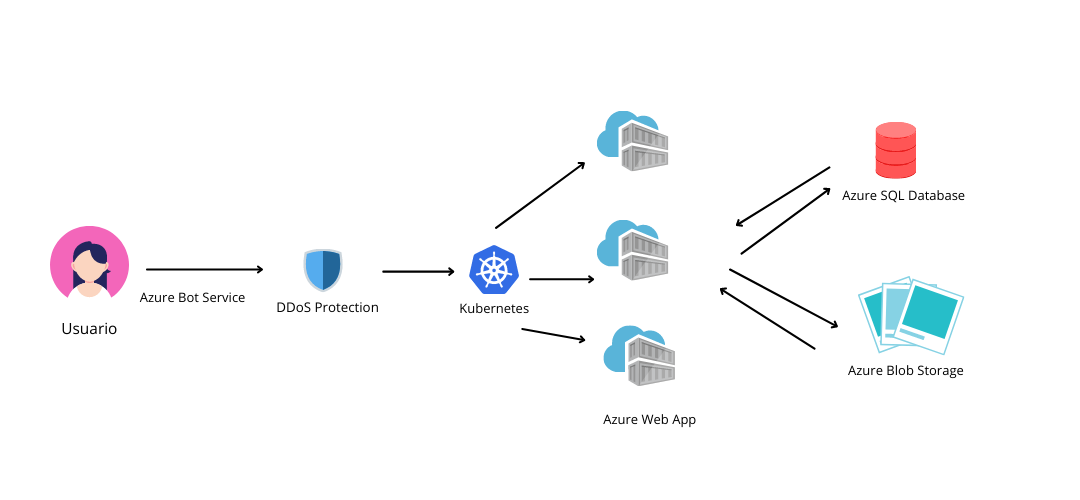 Usuario
Azure Bot Service
DDoS Protection
Kubernetes
Azure Web App
Azure SQL Database
Azure Blob Storage